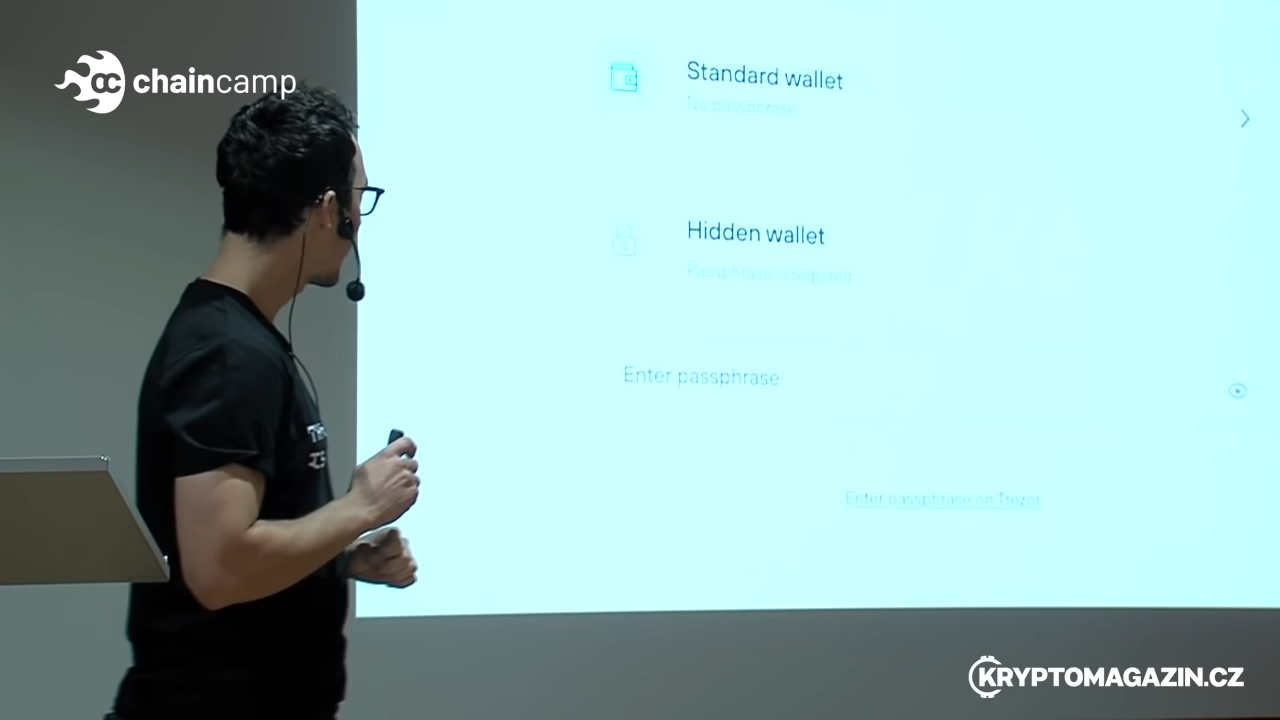 chaincamp
Standard wallet
No passphrase
Hidden wallet
Passphrase is required
Enter passphrase
Enter passphrase on Trezor
KRYPTOMAGAZIN.CZ